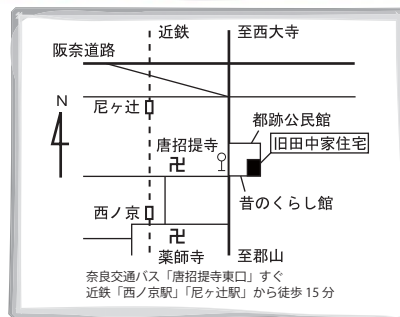 近鉄
至西大寺
阪奈道路
N
尼ヶ辻
都跡公民館
唐招提寺
旧田中家住宅
昔のくらし館
西ノ京
薬師寺
至郡山
奈良交通バス「唐招提寺東口」すぐ
近鉄「西ノ京駅」「尼ヶ辻駅」から徒歩 15 分